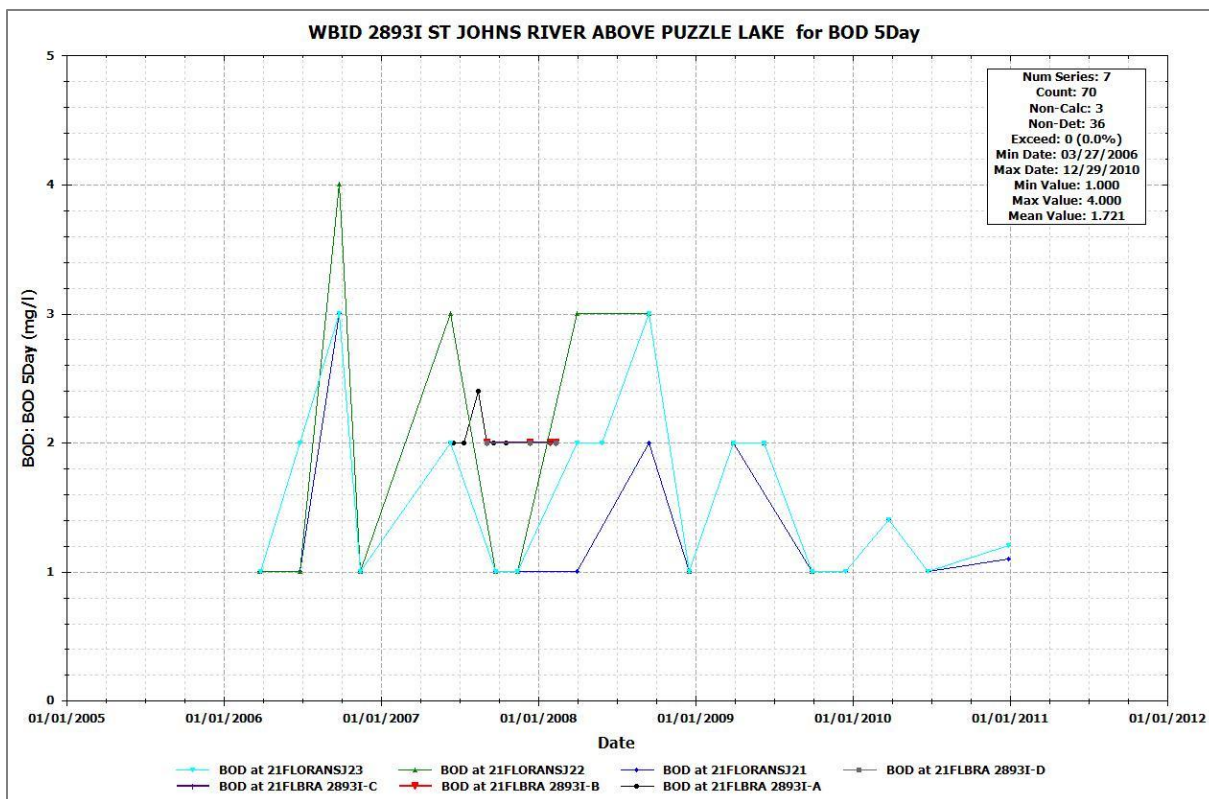 WBID 2893I ST JOHNS RIVER ABOVE PUZZLE LAKE for BOD 5Day
Num Series: 7
Count: 70
Non-Calc: 3
Non-Det: 36
Exceed: 0 (0.0%)
Min Date: 03/27/2006
Max Date: 12/29/2010
Min Value: 1.000
Max Value: 4.000
Mean Value: 1.721
BOD: BOD 5Day (mg/l)
5
4
3
2
1
0
01/01/2005 01/01/2006 01/01/2007 01/01/2008 01/01/2009 01/01/2010 01/01/2011 01/01/2012
Date
BOD at 21FLORANSJ23 BOD at 21FLORANSJ22 BOD at 21FLORANSJ21 BOD at 21FLBRA 2893I-D
BOD at 21FLBRA 2893I-C BOD at 21FLBRA 2893I-B BOD at 21FLBRA 2893I-A